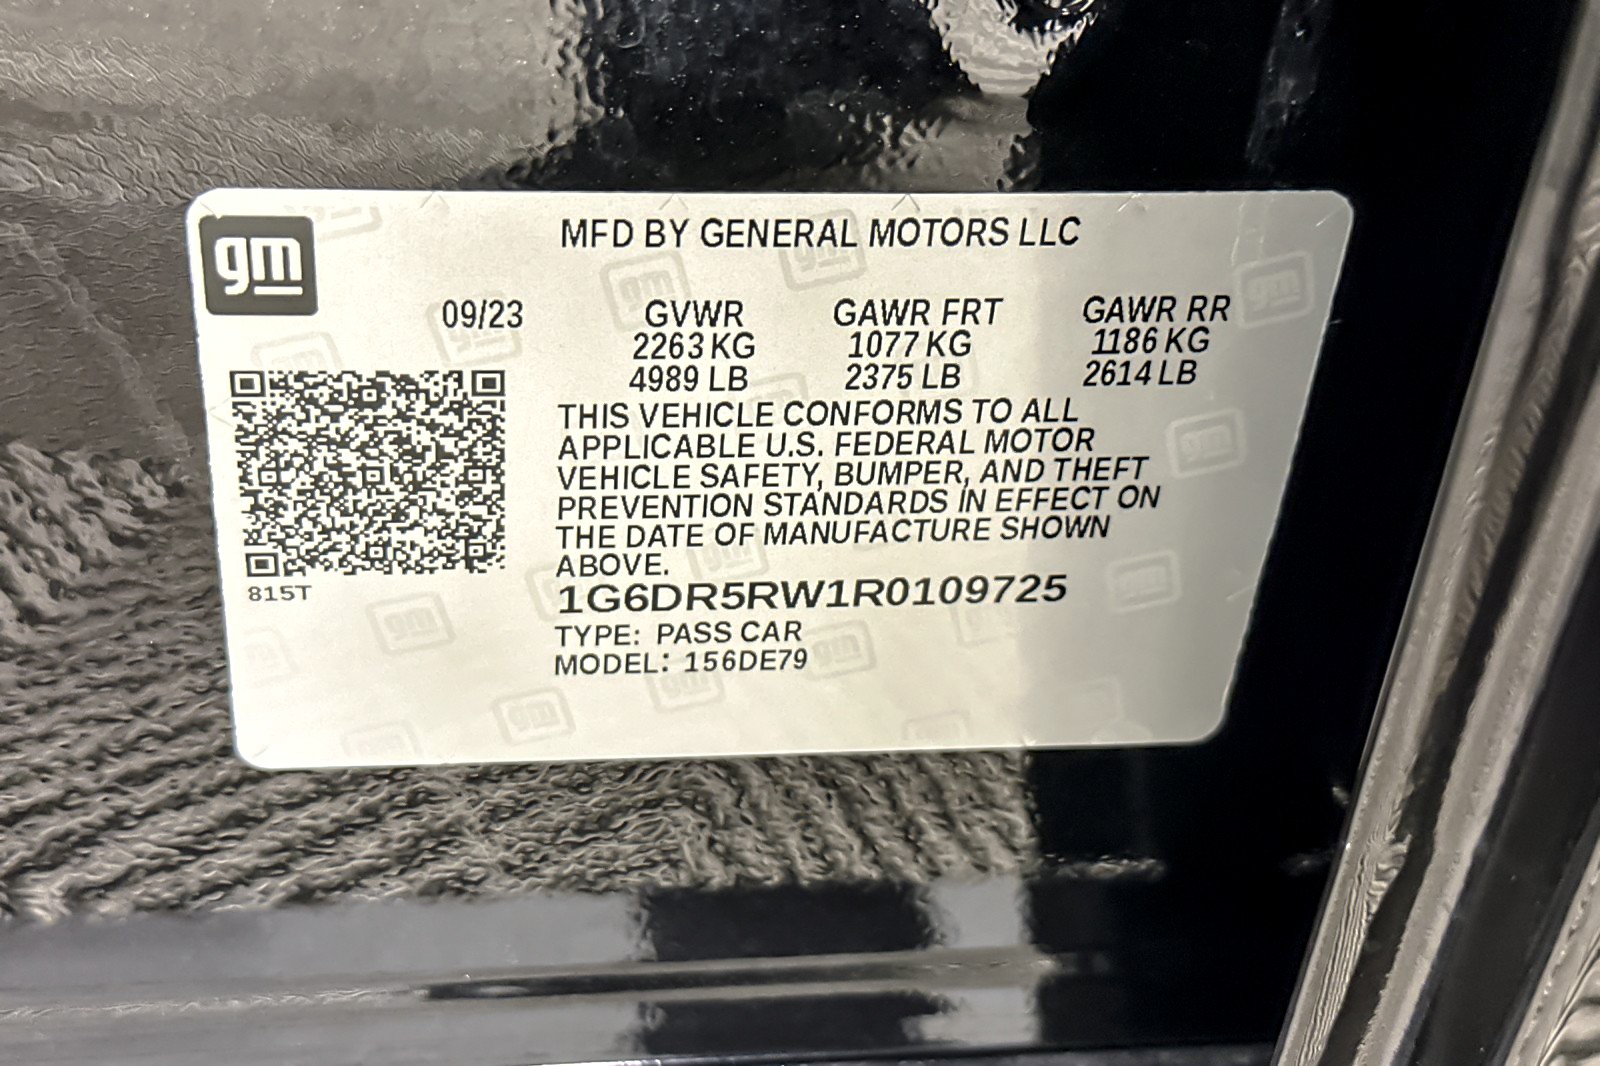 gm
MFD BY GENERAL MOTORS LLC
09/23 GVWR GAWR FRT GAWR RR
2263 KG 1077 KG 1186 KG
4989 LB 2375 LB 2614 LB
THIS VEHICLE CONFORMS TO ALL
APPLICABLE U.S. FEDERAL MOTOR
VEHICLE SAFETY, BUMPER, AND THEFT
PREVENTION STANDARDS IN EFFECT ON
THE DATE OF MANUFACTURE SHOWN
ABOVE.
815T
1G6DR5RW1R0109725
TYPE: PASS CAR
MODEL: 156DE79